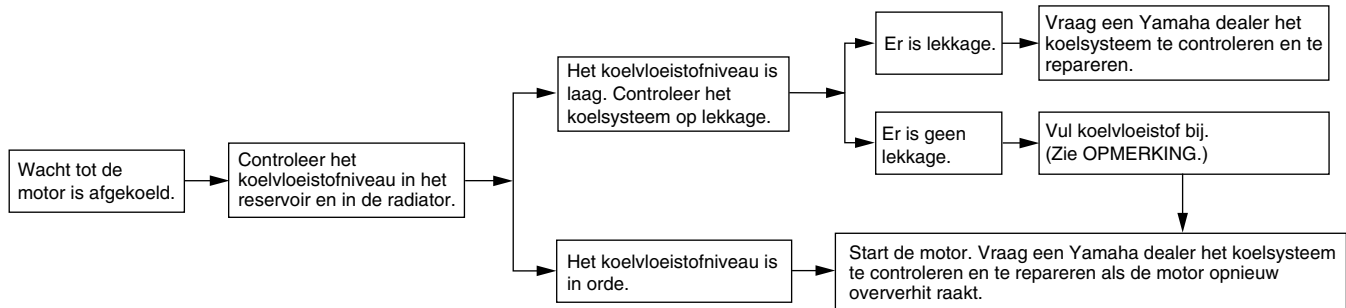 Wacht tot de
motor is afgekoeld.
Controleer het
koelvloeistofniveau in het
reservoir en in de radiator.
Het koelvloeistofniveau is
laag. Controleer het
koelsysteem op lekkage.
Er is lekkage.
Vraag een Yamaha dealer het
koelsysteem te controleren en te
repareren.
Er is geen
lekkage.
Vul koelvloeistof bij.
(Zie OPMERKING.)
Het koelvloeistofniveau is
in orde.
Start de motor. Vraag een Yamaha dealer het koelsysteem
te controleren en te repareren als de motor opnieuw
oververhit raakt.